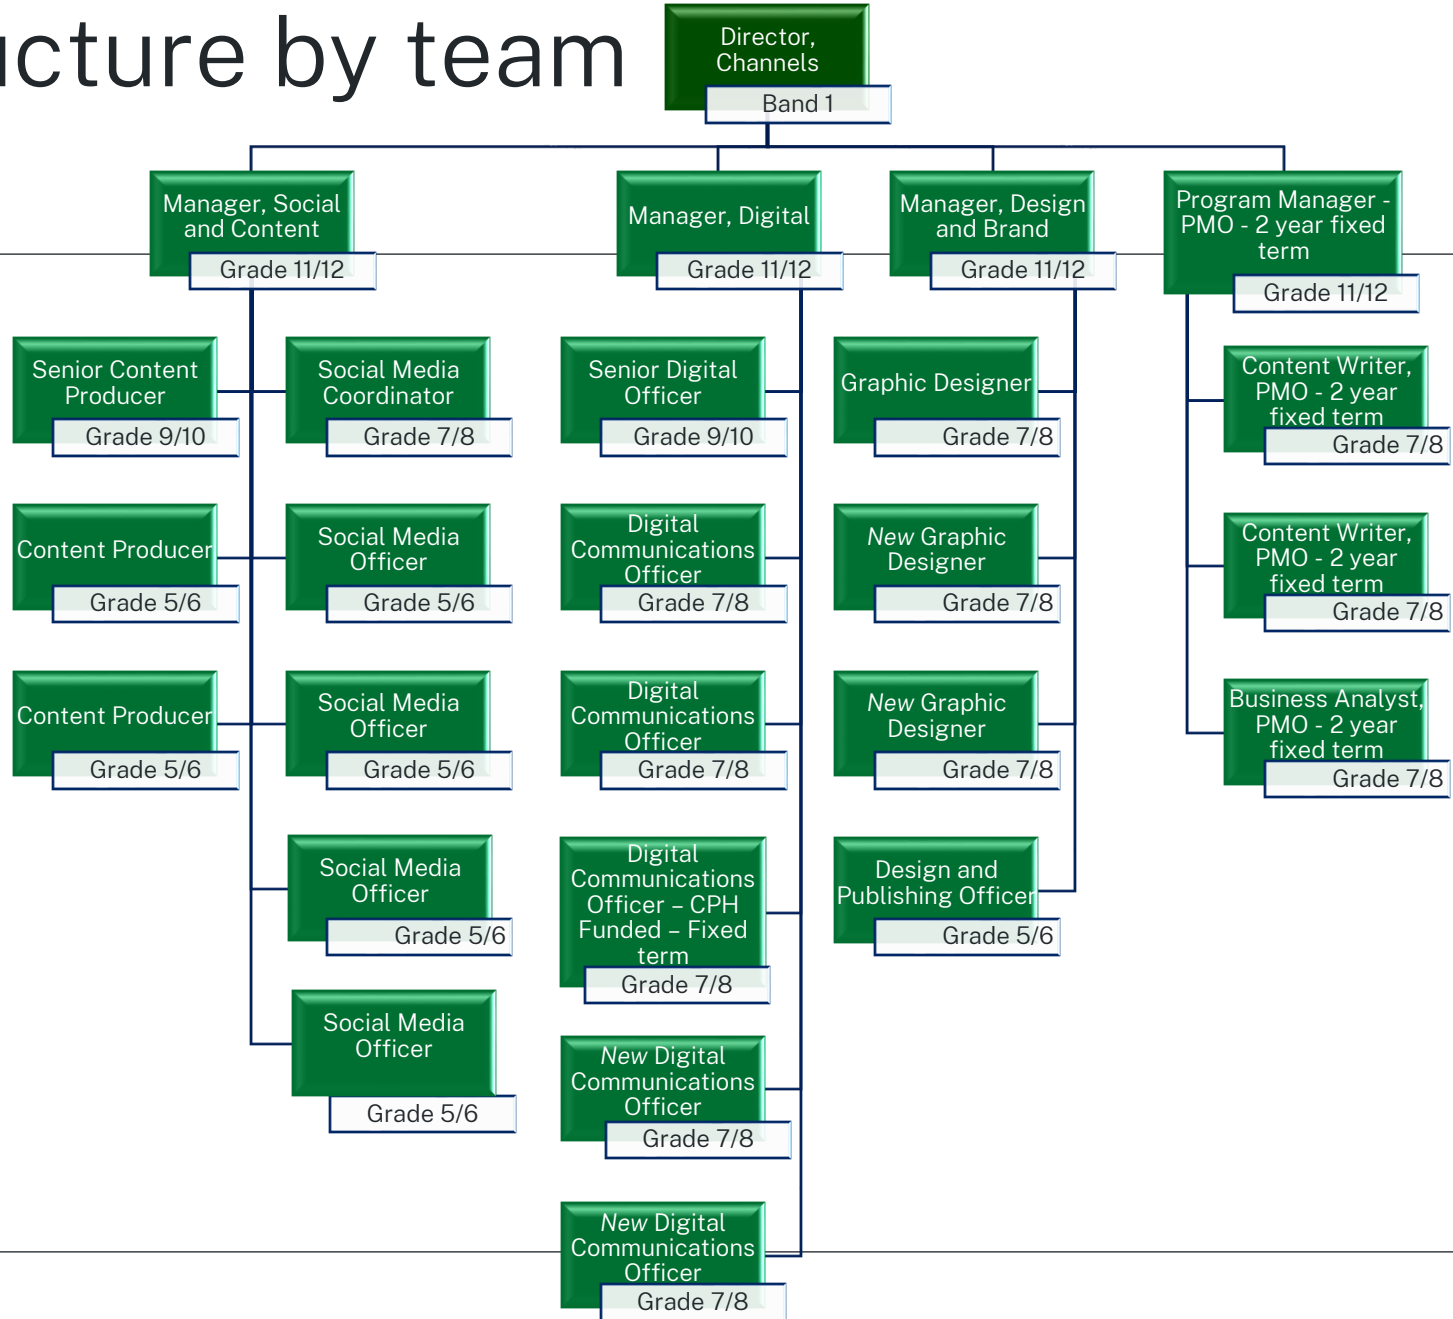 ucture by team
Director,
Channels
Band 1
Manager, Social
and Content
Grade 11/12
Manager, Digital
Grade 11/12
Manager, Design
and Brand
Grade 11/12
Program Manager -
PMO - 2 year fixed
term
Grade 11/12
Senior Content
Producer
Grade 9/10
Content Producer
Grade 5/6
Content Producer
Grade 5/6
Social Media
Coordinator
Grade 7/8
Social Media
Officer
Grade 5/6
Social Media
Officer
Grade 5/6
Social Media
Officer
Grade 5/6
Social Media
Officer
Grade 5/6
Senior Digital
Officer
Grade 9/10
Digital
Communications
Officer
Grade 7/8
Digital
Communications
Officer
Grade 7/8
Digital
Communications
Officer – CPH
Funded – Fixed
term
Grade 7/8
New Digital
Communications
Officer
Grade 7/8
New Digital
Communications
Officer
Grade 7/8
Graphic Designer
Grade 7/8
New Graphic
Designer
Grade 7/8
New Graphic
Designer
Grade 7/8
Design and
Publishing Officer
Grade 5/6
Content Writer,
PMO - 2 year
fixed term
Grade 7/8
Content Writer,
PMO - 2 year
fixed term
Grade 7/8
Business Analyst,
PMO - 2 year
fixed term
Grade 7/8